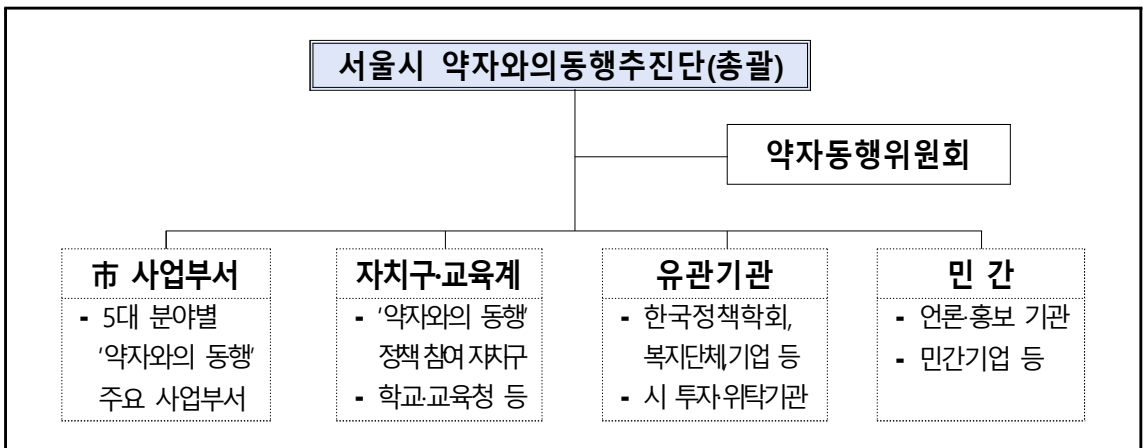 서울시 약자와의동행추진단(총괄)
약자동행위원회
市 사업부서
- 5대 분야별
'약자와의 동행'
주요 사업부서
자치구·교육계
- '약자와의 동행'
정책 참여 자치구
- 학교·교육청 등
유관기관
- 한국정책학회,
복지단체,기업 등
- 시 투자·위탁기관
민 간
- 언론·홍보 기관
- 민간기업 등